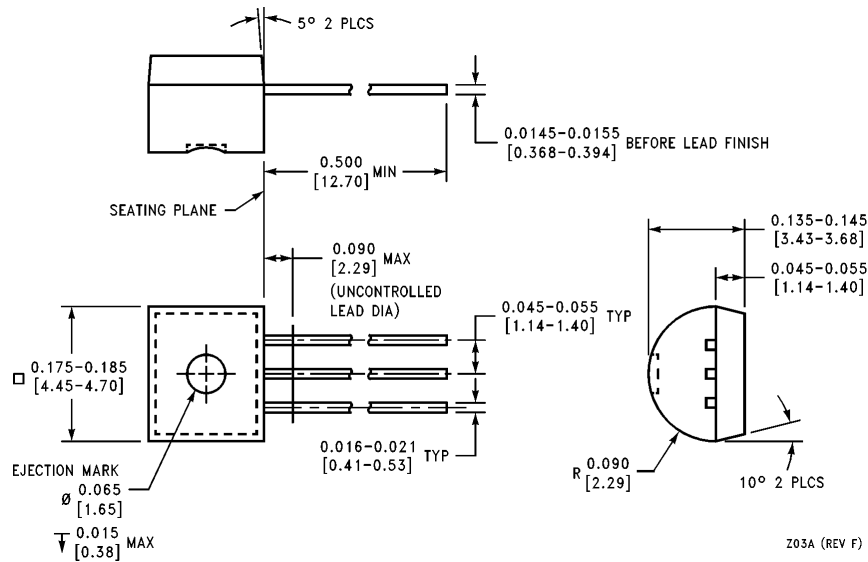 5° 2 PLCS
0.0145-0.0155
[0.368-0.394]
BEFORE LEAD FINISH
0.500
[12.70]
MIN
SEATING PLANE
0.090
[2.29]
MAX
(UNCONTROLLED
LEAD DIA)
0.045-0.055
[1.14-1.40]
TYP
0.135-0.145
[3.43-3.68]
0.045-0.055
[1.14-1.40]
0.175-0.185
[4.45-4.70]
0.016-0.021
[0.41-0.53]
TYP
EJECTION MARK
Ø 0.065
[1.65]
0.015
[0.38]
MAX
R 0.090
[2.29]
10° 2 PLCS
Z03A (REV F)